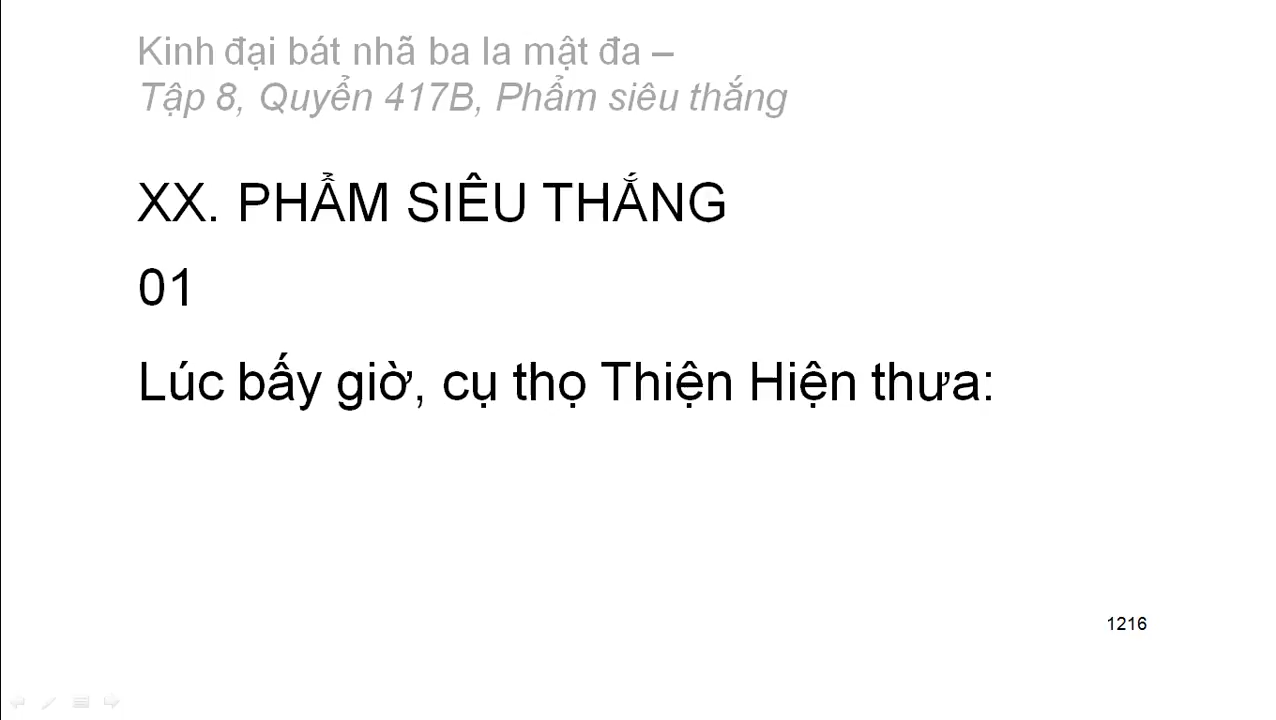 Kinh đại bát nhã ba la mật đa –
Tập 8, Quyển 417B, Phẩm siêu thắng
XX. PHẨM SIÊU THẮNG
01
Lúc bấy giờ, cụ thọ Thiện Hiện thưa:
1216